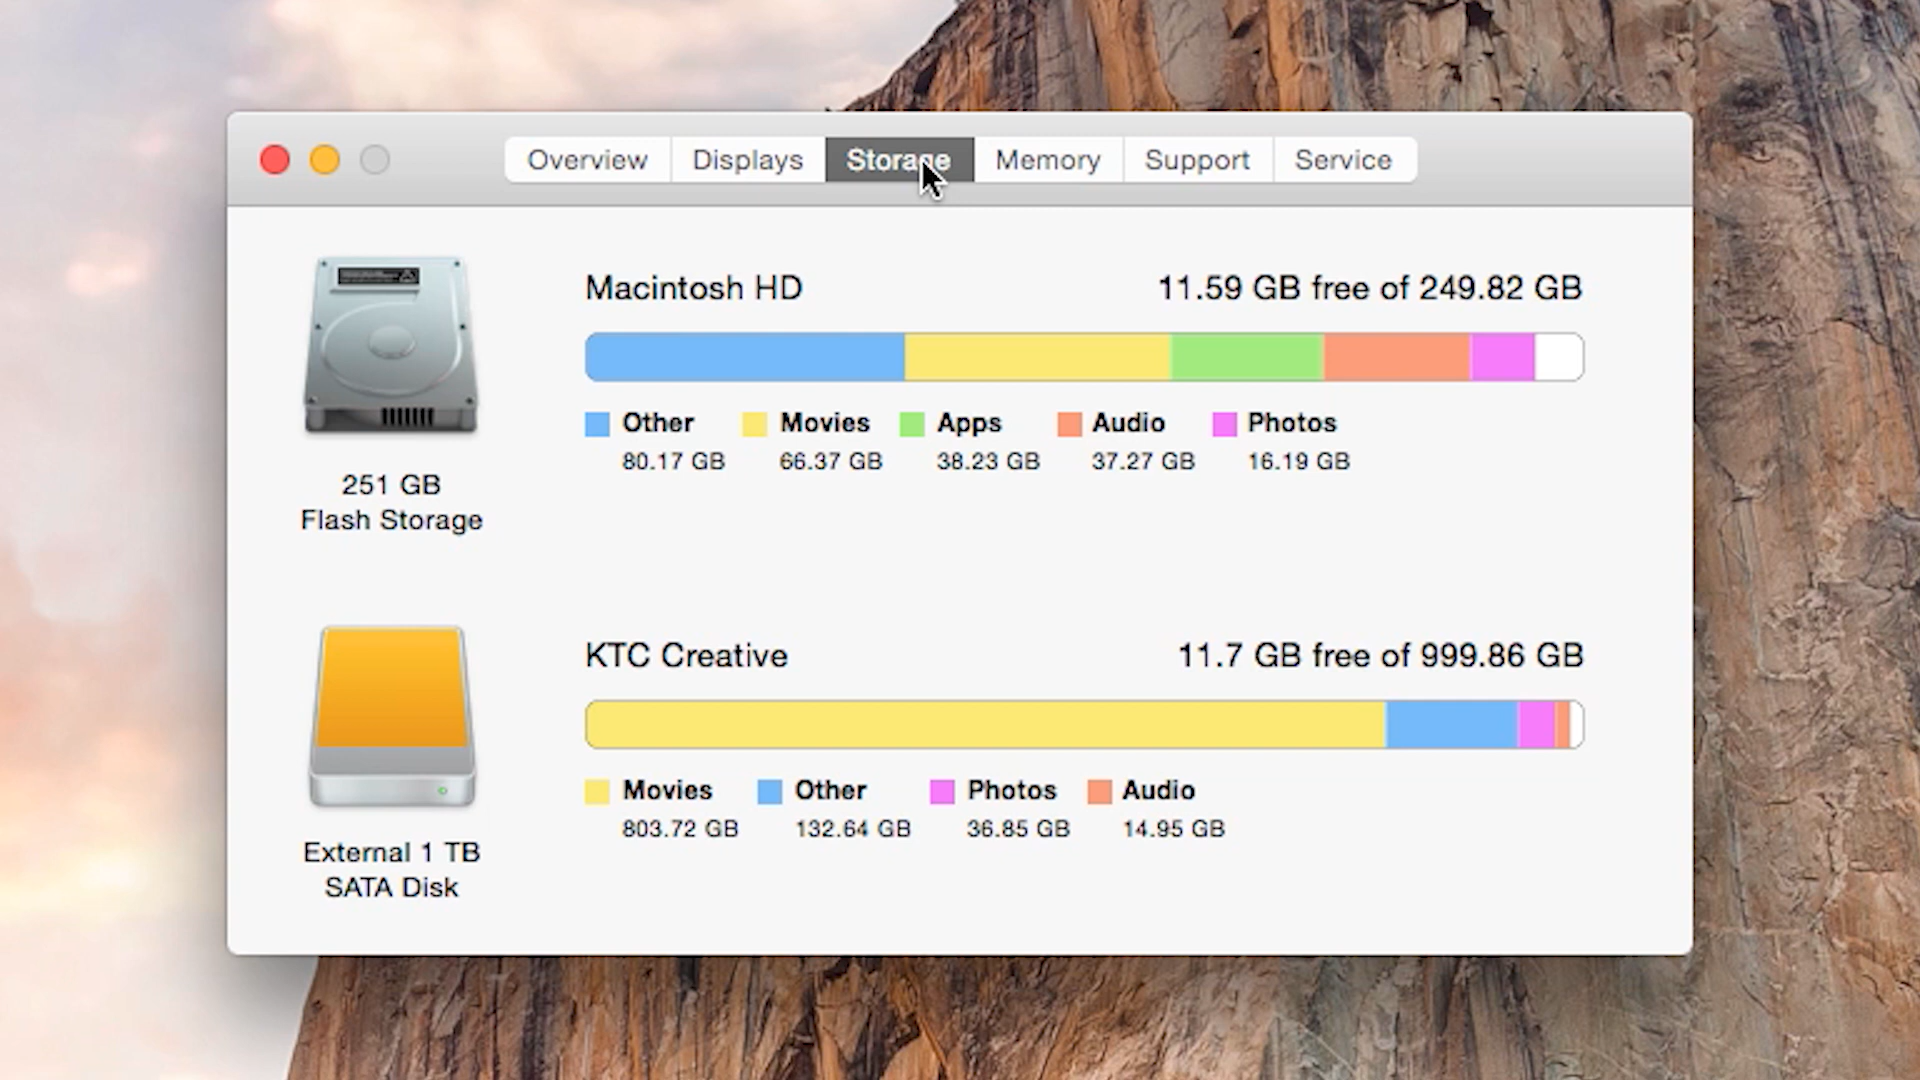 Overview Displays Storage Memory Support Service
Macintosh HD 11.59 GB free of 249.82 GB
Other Movies Apps Audio Photos
80.17 GB 66.37 GB 38.23 GB 37.27 GB 16.19 GB
251 GB
Flash Storage
KTC Creative 11.7 GB free of 999.86 GB
Movies Other Photos Audio
803.72 GB 132.64 GB 36.85 GB 14.95 GB
External 1 TB
SATA Disk